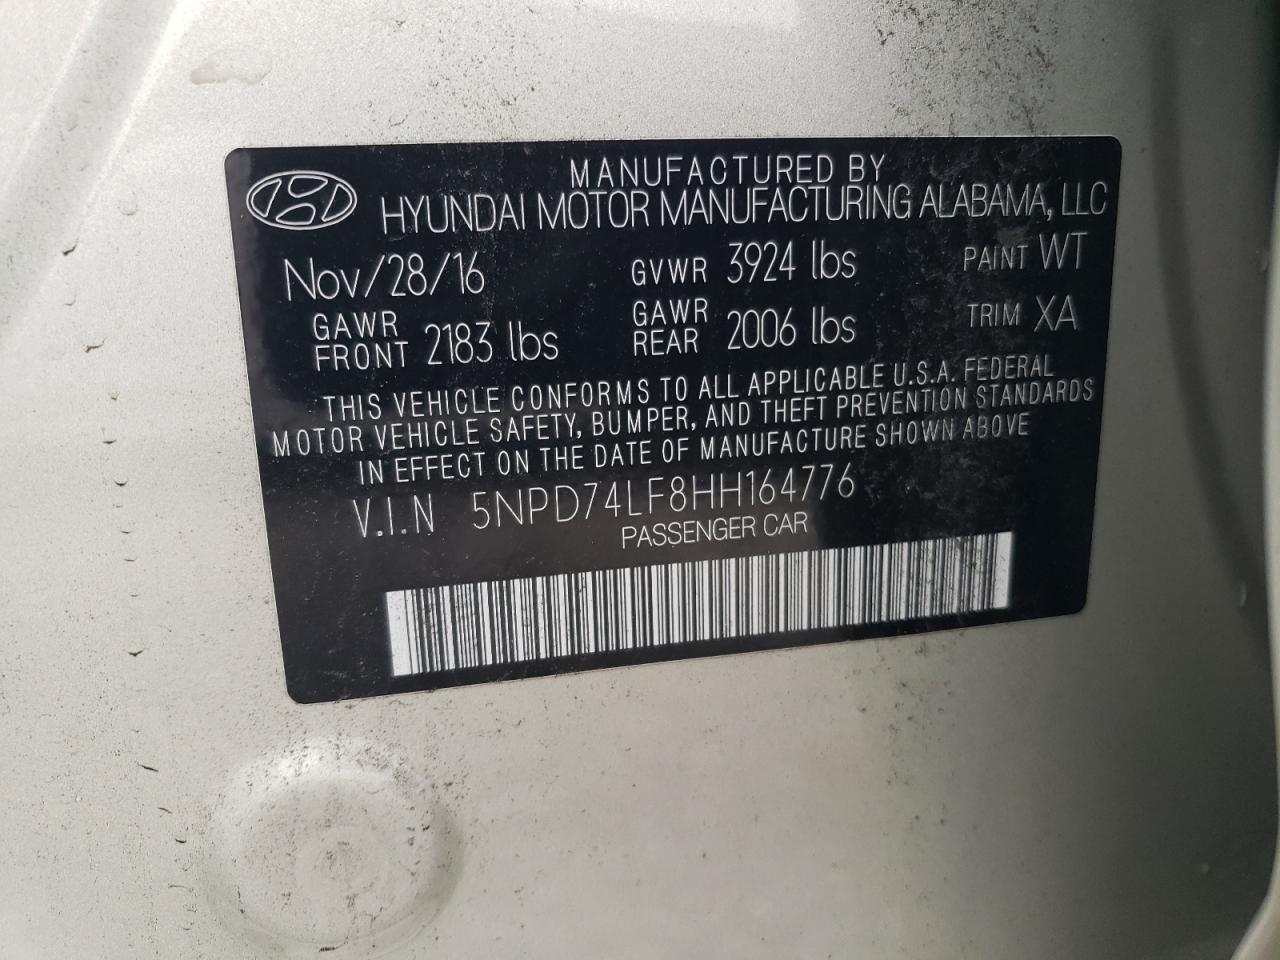 MANUFACTURED BY
HYUNDAI MOTOR MANUFACTURING ALABAMA, LLC
Nov/28/16 GVWR 3924 lbs PAINT WT
GAWR FRONT 2183 lbs GAWR REAR 2006 lbs TRIM XA
THIS VEHICLE CONFORMS TO ALL APPLICABLE U.S.A. FEDERAL
MOTOR VEHICLE SAFETY, BUMPER, AND THEFT PREVENTION STANDARDS
IN EFFECT ON THE DATE OF MANUFACTURE SHOWN ABOVE
V.I.N 5NPD74LF8HH164776
PASSENGER CAR